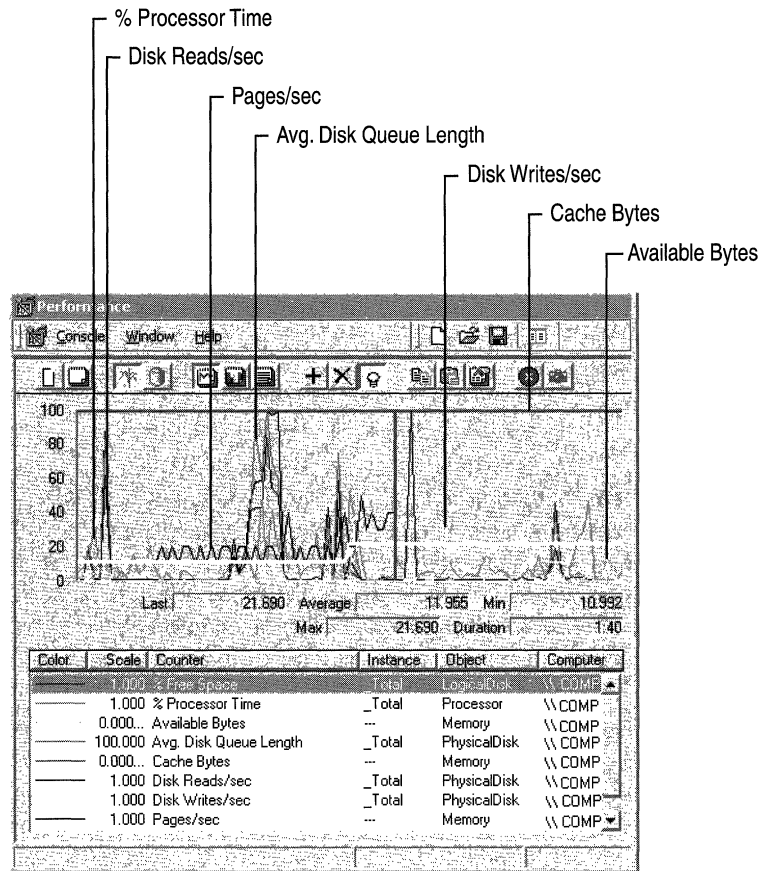 % Processor Time
Disk Reads/sec
Pages/sec
Avg. Disk Queue Length
Disk Writes/sec
Cache Bytes
Available Bytes
Performance
Console Window Help
100
80
60
40
20
0
Last 21.690 Average 11.955 Min 10.992
Max 21.690 Duration 1:40
Color Scale Counter Instance Object Computer
1.000 % Free Space _Total LogicalDisk \\COMP
1.000 % Processor Time _Total Processor \\COMP
0.000... Available Bytes --- Memory \\COMP
100.000 Avg. Disk Queue Length _Total PhysicalDisk \\COMP
0.000... Cache Bytes --- Memory \\COMP
1.000 Disk Reads/sec _Total PhysicalDisk \\COMP
1.000 Disk Writes/sec _Total PhysicalDisk \\COMP
1.000 Pages/sec --- Memory \\COMP